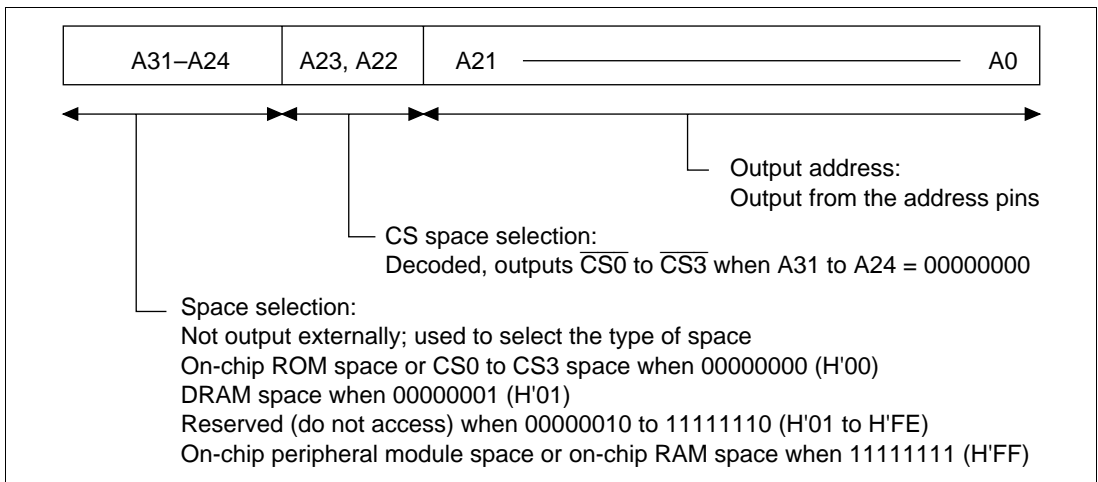 A31–A24 A23, A22 A21 A0
Output address:
Output from the address pins
CS space selection:
Decoded, outputs C̅S̅0̅ to C̅S̅3̅ when A31 to A24 = 00000000
Space selection:
Not output externally; used to select the type of space
On-chip ROM space or CS0 to CS3 space when 00000000 (H'00)
DRAM space when 00000001 (H'01)
Reserved (do not access) when 00000010 to 11111110 (H'01 to H'FE)
On-chip peripheral module space or on-chip RAM space when 11111111 (H'FF)